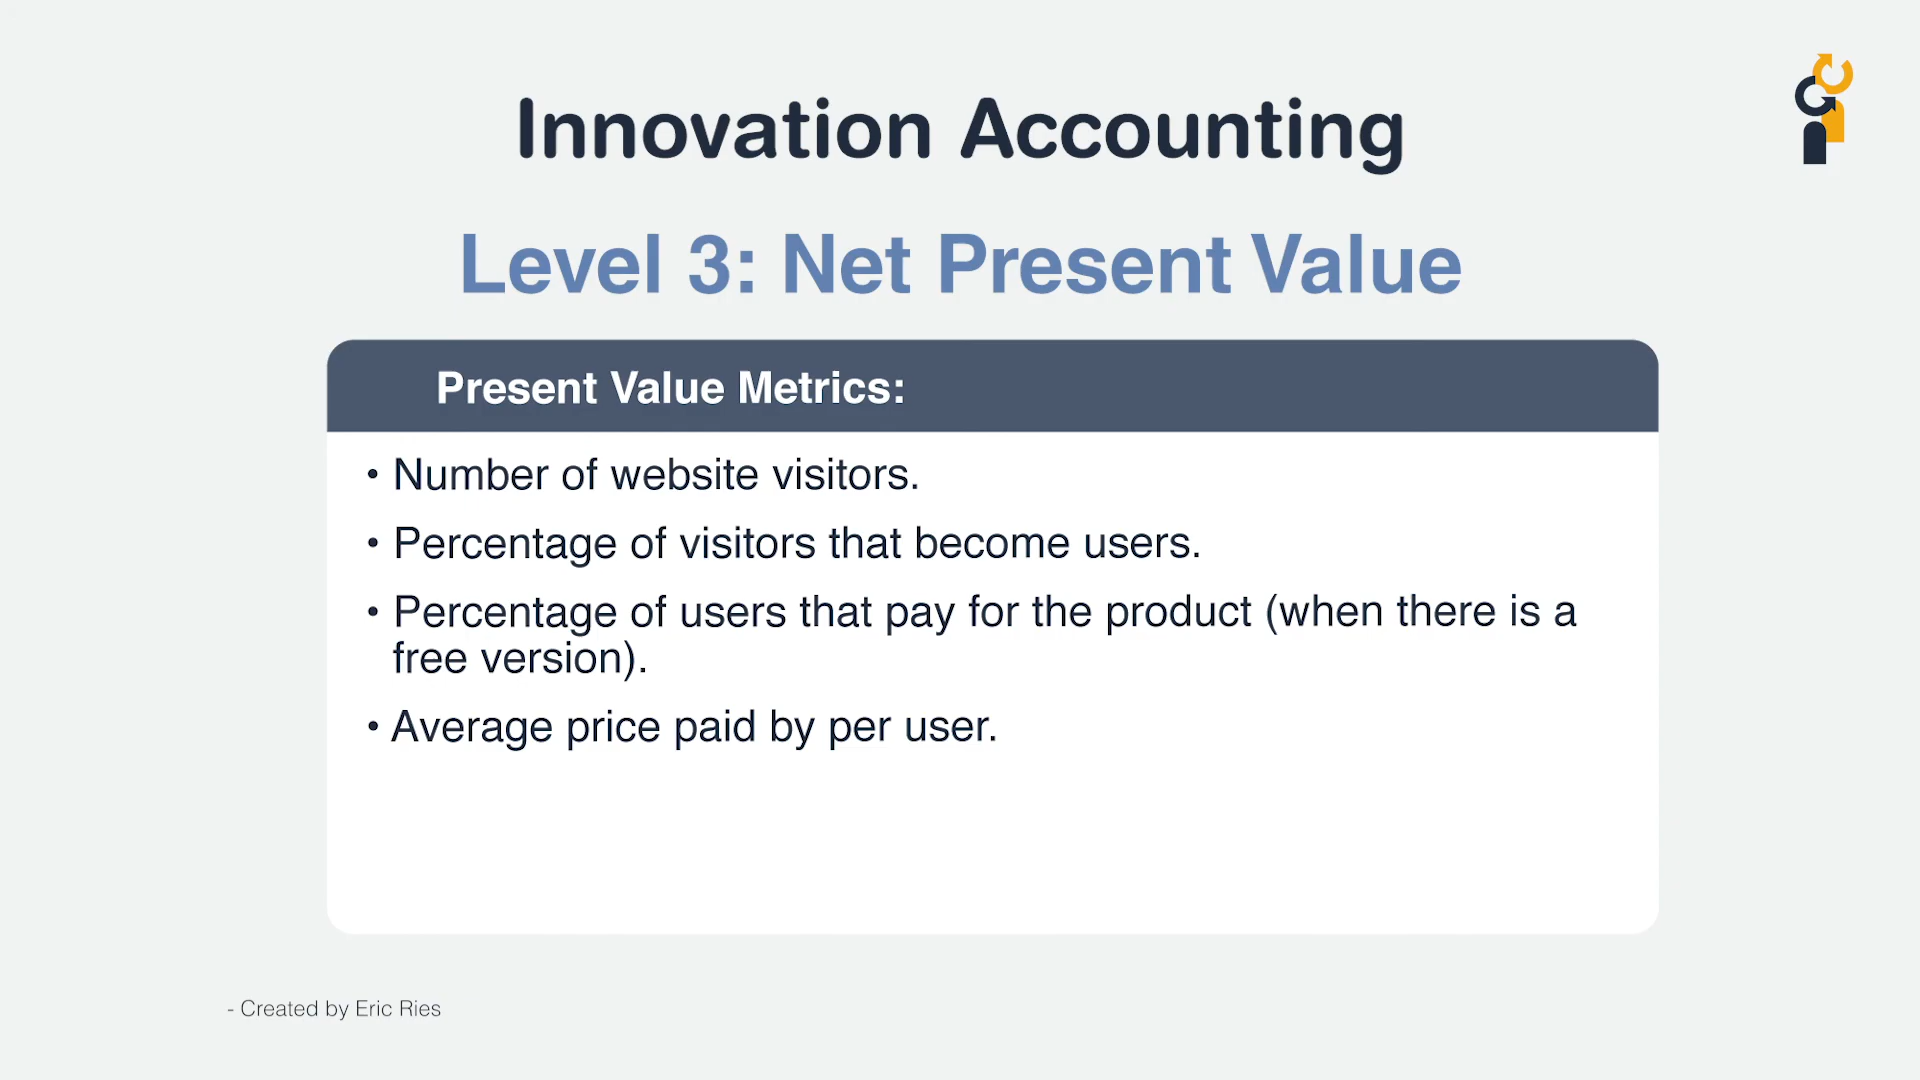 Innovation Accounting
Level 3: Net Present Value
Present Value Metrics:
• Number of website visitors.
• Percentage of visitors that become users.
• Percentage of users that pay for the product (when there is a
free version).
• Average price paid by per user.
- Created by Eric Ries